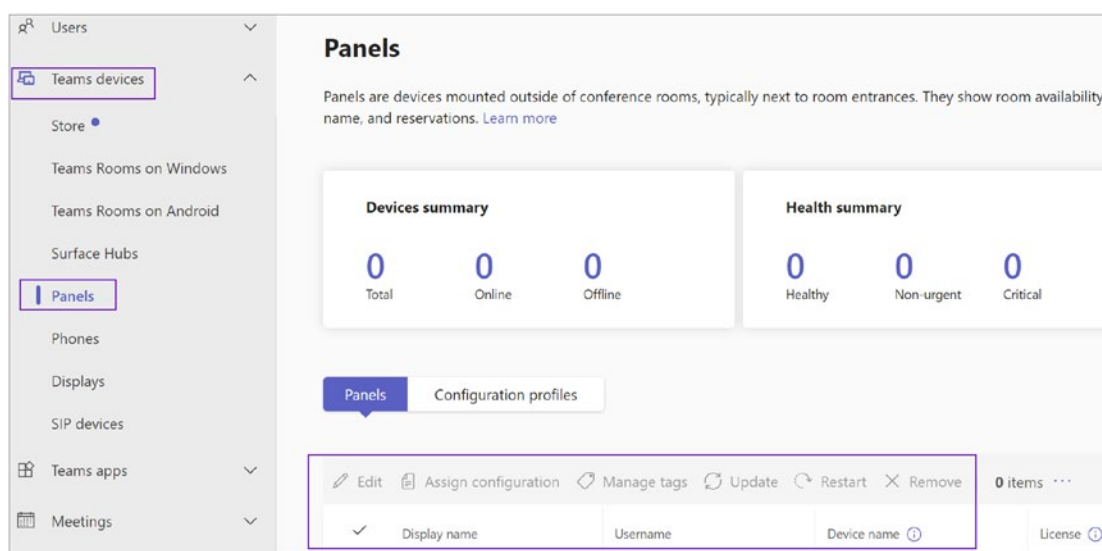 Users
Teams devices
Store
Teams Rooms on Windows
Teams Rooms on Android
Surface Hubs
Panels
Phones
Displays
SIP devices
Teams apps
Meetings
Panels
Panels are devices mounted outside of conference rooms, typically next to room entrances. They show room availability
name, and reservations. Learn more
Devices summary
0 0 0
Total Online Offline
Health summary
0 0 0
Healthy Non-urgent Critical
Panels Configuration profiles
Edit Assign configuration Manage tags Update Restart Remove 0 items ...
Display name Username Device name License